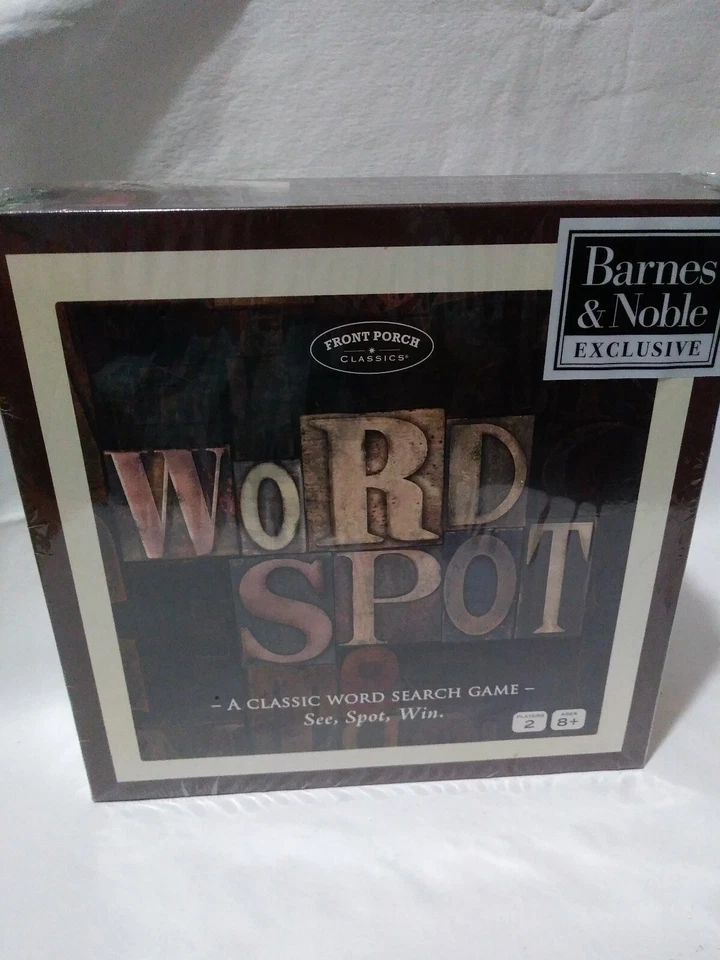 Barnes
& Noble
EXCLUSIVE
FRONT PORCH
CLASSICS®
WoRD
SPOT
– A CLASSIC WORD SEARCH GAME –
See, Spot, Win.
PLAYERS
2
AGES
8+